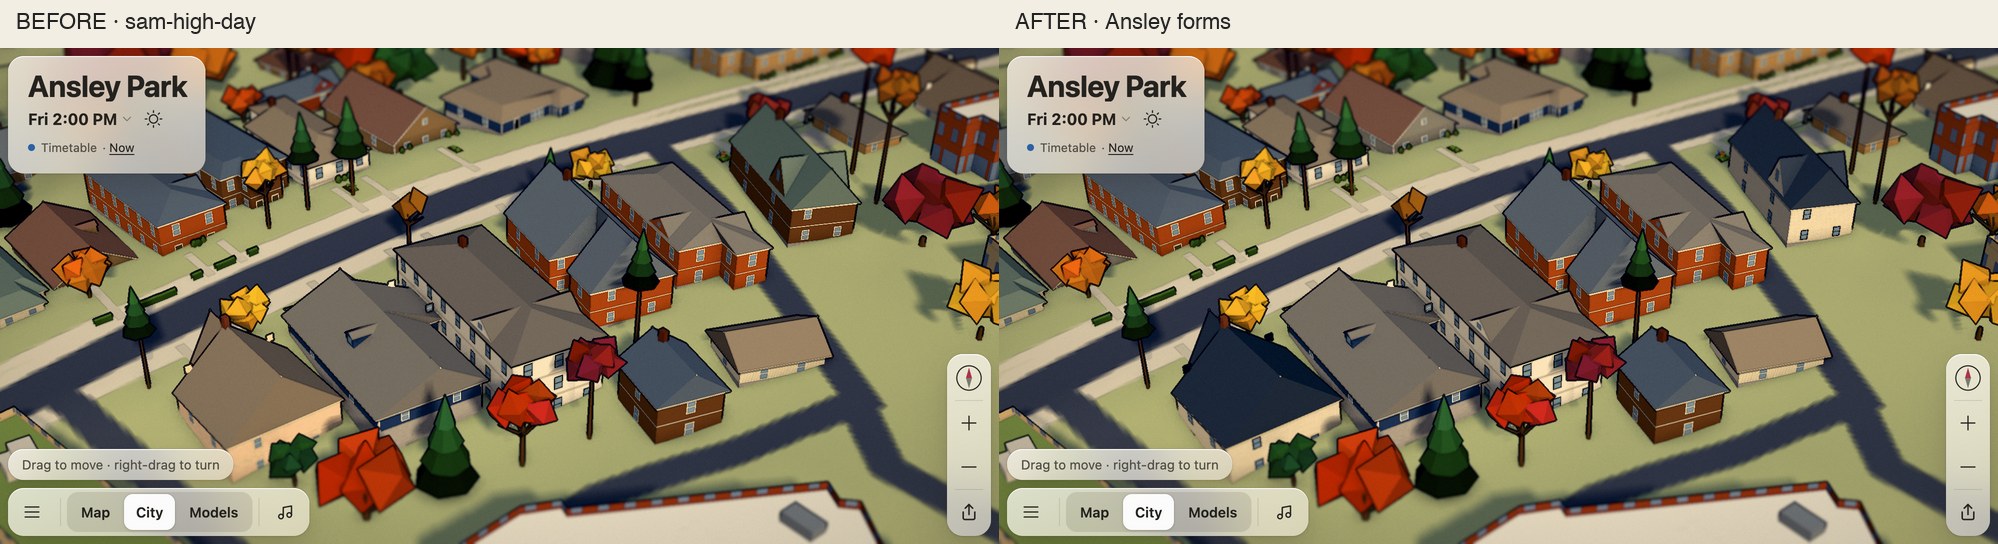 BEFORE · sam-high-day
Ansley Park
Fri 2:00 PM
Timetable · Now
Drag to move · right-drag to turn
Map City Models
AFTER · Ansley forms
Ansley Park
Fri 2:00 PM
Timetable · Now
Drag to move · right-drag to turn
Map City Models